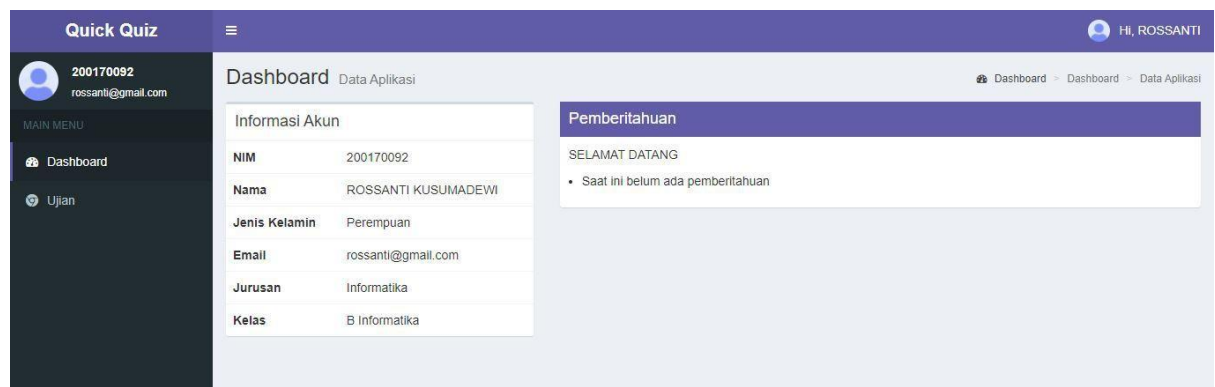 Quick Quiz
Hi, ROSSANTI
200170092
rossanti@gmail.com
MAIN MENU
Dashboard
Ujian
Dashboard Data Aplikasi
Dashboard > Dashboard > Data Aplikasi
Informasi Akun
NIM 200170092
Nama ROSSANTI KUSUMADEWI
Jenis Kelamin Perempuan
Email rossanti@gmail.com
Jurusan Informatika
Kelas B Informatika
Pemberitahuan
SELAMAT DATANG
• Saat ini belum ada pemberitahuan